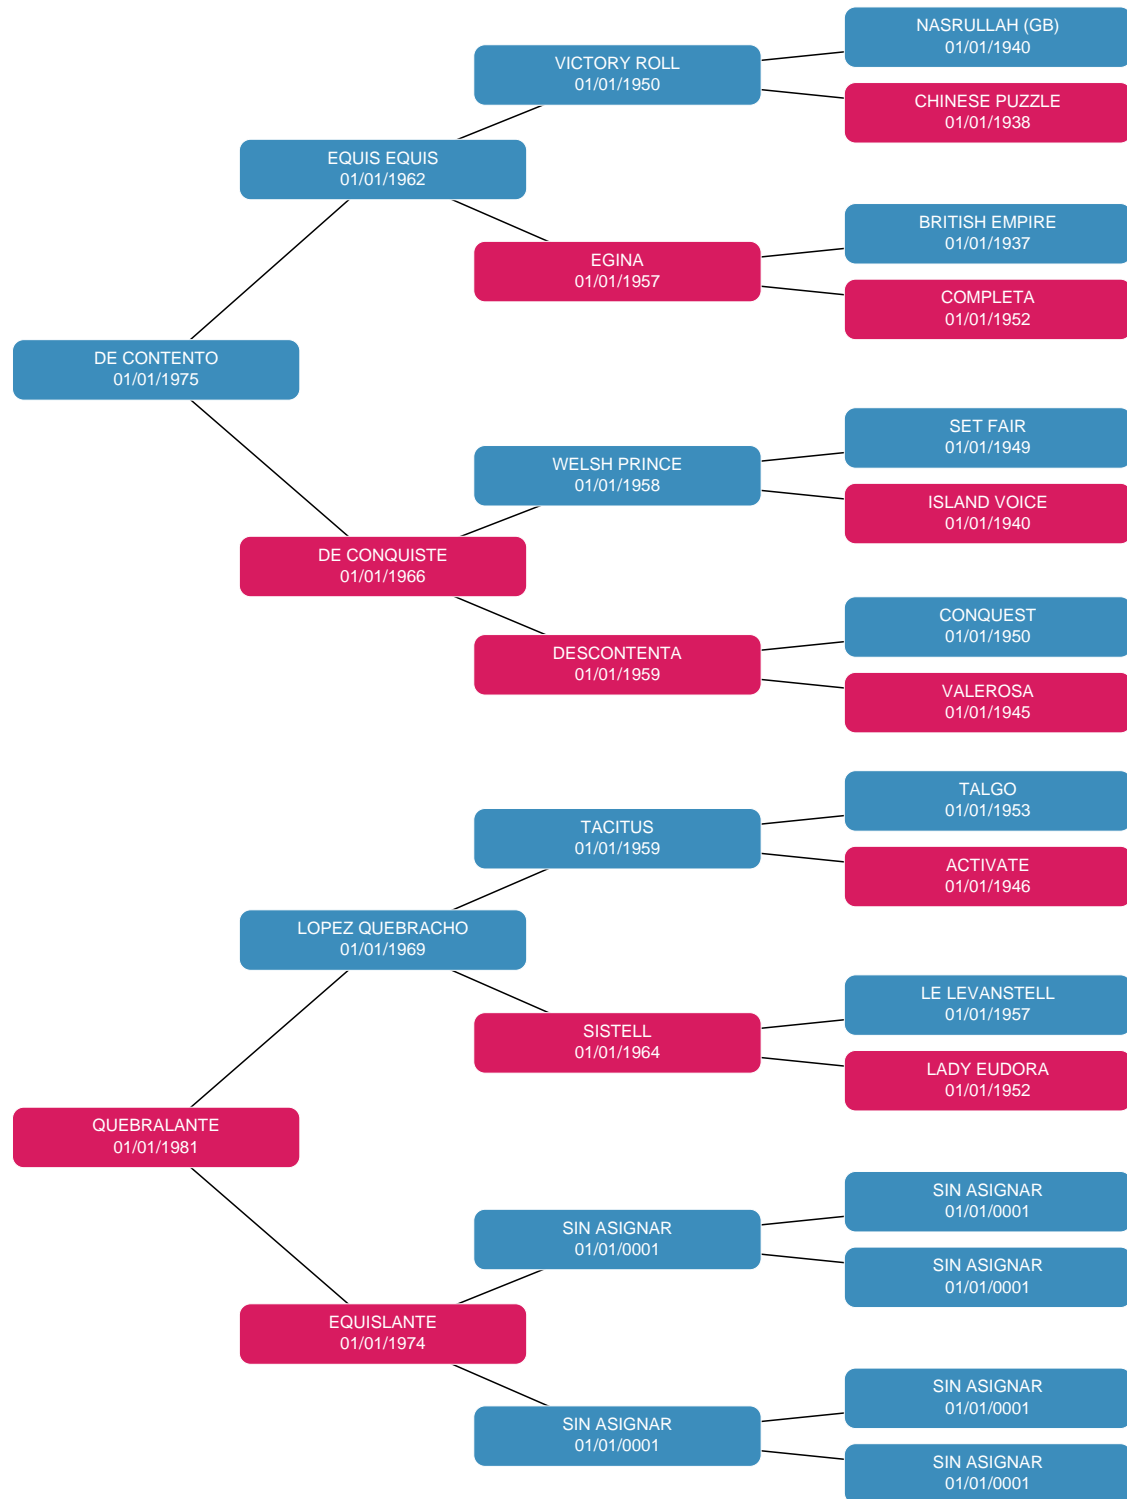 NASRULLAH (GB)
01/01/1940
VICTORY ROLL
01/01/1950
CHINESE PUZZLE
01/01/1938
EQUIS EQUIS
01/01/1962
BRITISH EMPIRE
01/01/1937
EGINA
01/01/1957
COMPLETA
01/01/1952
DE CONTENTO
01/01/1975
SET FAIR
01/01/1949
WELSH PRINCE
01/01/1958
ISLAND VOICE
01/01/1940
DE CONQUISTE
01/01/1966
CONQUEST
01/01/1950
DESCONTENTA
01/01/1959
VALEROSA
01/01/1945
TALGO
01/01/1953
TACITUS
01/01/1959
ACTIVATE
01/01/1946
LOPEZ QUEBRACHO
01/01/1969
LE LEVANSTELL
01/01/1957
SISTELL
01/01/1964
LADY EUDORA
01/01/1952
QUEBRALANTE
01/01/1981
SIN ASIGNAR
01/01/0001
SIN ASIGNAR
01/01/0001
SIN ASIGNAR
01/01/0001
EQUISLANTE
01/01/1974
SIN ASIGNAR
01/01/0001
SIN ASIGNAR
01/01/0001
SIN ASIGNAR
01/01/0001